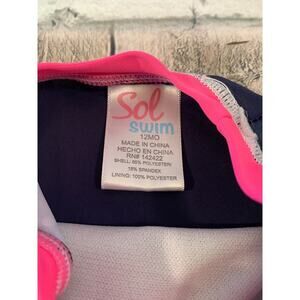 Sol
swim
12MO
MADE IN CHINA
HECHO EN CHINA
RN# 142422
SHELL: 85% POLYESTER/
15% SPANDEX
LINING: 100% POLYESTER